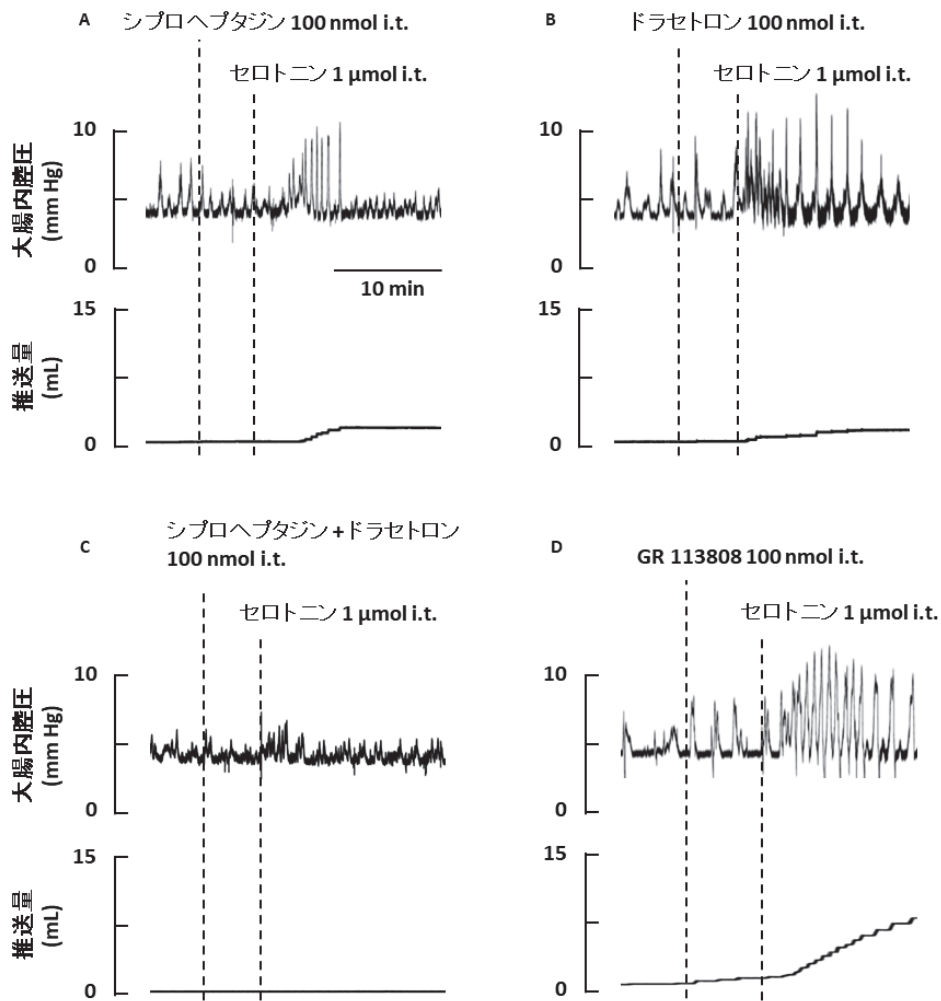 A
シプロヘプタジン 100 nmol i.t.
セロトニン 1 μmol i.t.
大腸内腔圧
(mm Hg)
10
0
10 min
推送量
(mL)
15
0
B
ドラセトロン 100 nmol i.t.
セロトニン 1 μmol i.t.
10
0
15
0
C
シプロヘプタジン+ドラセトロン
100 nmol i.t.
セロトニン 1 μmol i.t.
大腸内腔圧
(mm Hg)
10
0
推送量
(mL)
15
0
D
GR 113808 100 nmol i.t.
セロトニン 1 μmol i.t.
10
0
15
0